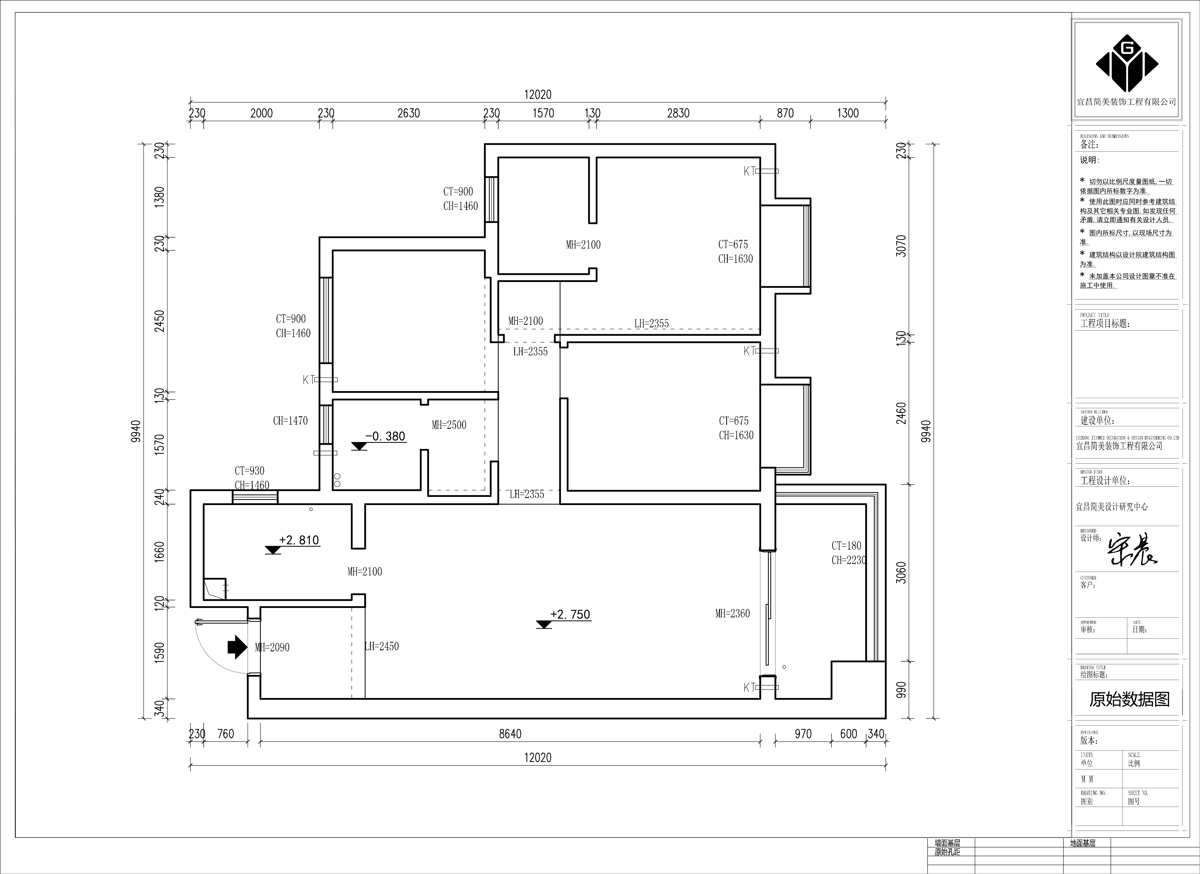 12020
230 2000 230 2630 230 1570 130 2830 870 1300
9940
230
1380
230
2450
130
1570
240
1660
120
1590
340
CT=900
CH=1460
KT
MH=2100
CT=675
CH=1630
CT=900
CH=1460
MH=2100
LH=2355
LH=2355
KT
KT
CH=1470
-0.380
MH=2500
CT=675
CH=1630
CT=930
CH=1460
LH=2355
+2.810
MH=2100
CT=180
CH=2230
+2.750
MH=2360
MH=2090
LH=2450
KT
230
3070
130
2460
3060
990
9940
230 760 8640 970 600 340
12020
G
宜昌简美装饰工程有限公司
备注:
说明:
* 切勿以比例尺度量图纸,一切
依据图内所标数字为准.
* 使用此图时应同时参考建筑结
构及其它相关专业图,如发现任何
矛盾,请立即通知有关设计人员.
* 图内所标尺寸,以现场尺寸为
准.
* 建筑结构以设计院建筑结构图
为准.
* 未加盖本公司设计图章不准在
施工中使用.
PROJECT TITLE
工程项目标题:
建设单位:
宜昌简美装饰工程有限公司
DESIGN FIRM
工程设计单位:
宜昌简美设计研究中心
DESIGNED
设计师: 宋晨
CUSTOMER
客户:
APPROVED
审核:
DATE
日期:
DRAWING TITLE
绘图标题:
原始数据图
REVISIONS
版本:
UNITS
单位
SCALE
比例
M M
DRAWING NO.
图别
SHEET NO.
图号
墙面基层
地面基层
原始孔距